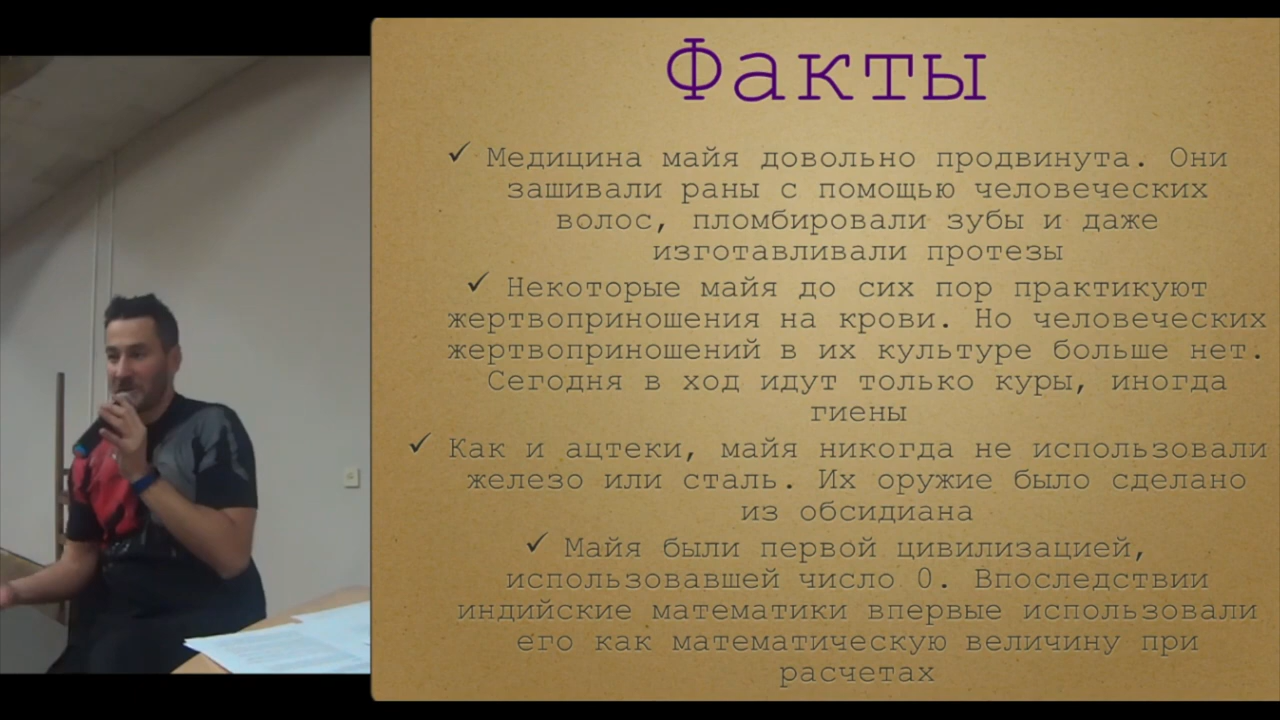 Факты
✓ Медицина майя довольно продвинута. Они
зашивали раны с помощью человеческих
волос, пломбировали зубы и даже
изготавливали протезы
✓ Некоторые майя до сих пор практикуют
жертвоприношения на крови. Но человеческих
жертвоприношений в их культуре больше нет.
Сегодня в ход идут только куры, иногда
гиены
✓ Как и ацтеки, майя никогда не использовали
железо или сталь. Их оружие было сделано
из обсидиана
✓ Майя были первой цивилизацией,
использовавшей число 0. Впоследствии
индийские математики впервые использовали
его как математическую величину при
расчетах